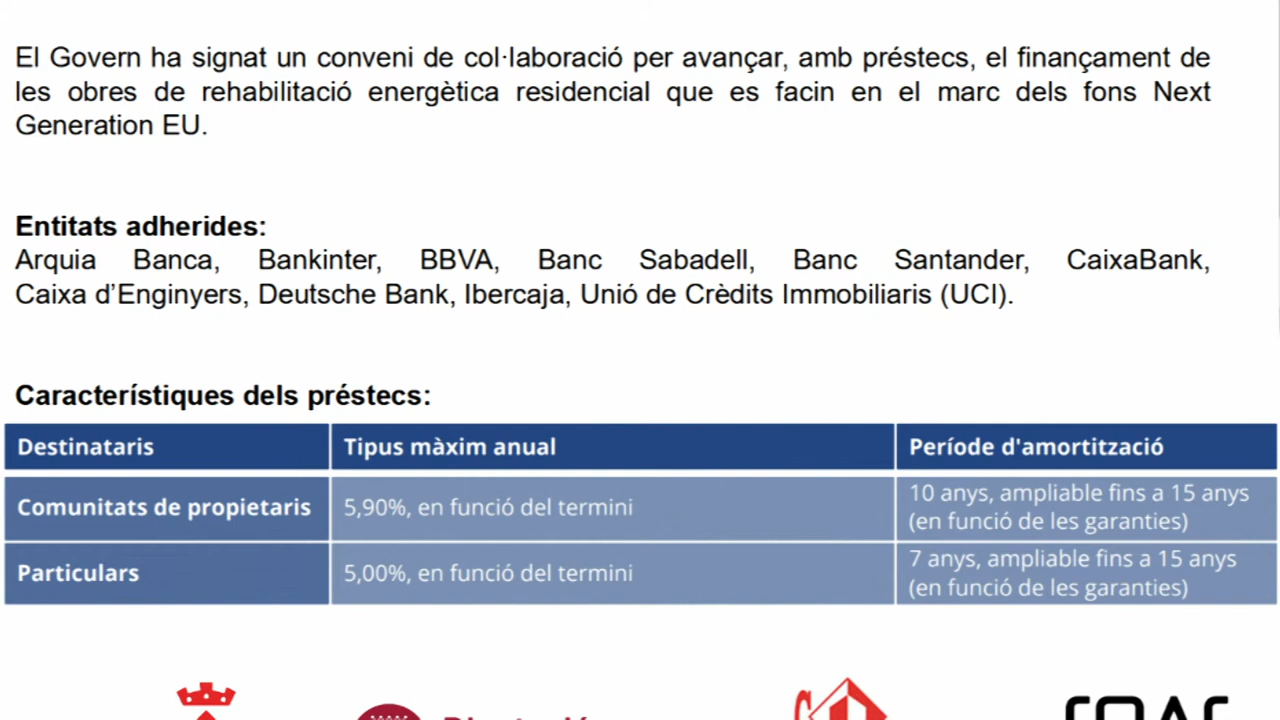 El Govern ha signat un conveni de col·laboració per avançar, amb préstecs, el finançament de
les obres de rehabilitació energètica residencial que es facin en el marc dels fons Next
Generation EU.
Entitats adherides:
Arquia Banca, Bankinter, BBVA, Banc Sabadell, Banc Santander, CaixaBank,
Caixa d’Enginyers, Deutsche Bank, Ibercaja, Unió de Crèdits Immobiliaris (UCI).
Característiques dels préstecs:
Destinataris Tipus màxim anual Període d'amortització
Comunitats de propietaris 5,90%, en funció del termini 10 anys, ampliable fins a 15 anys
(en funció de les garanties)
Particulars 5,00%, en funció del termini 7 anys, ampliable fins a 15 anys
(en funció de les garanties)